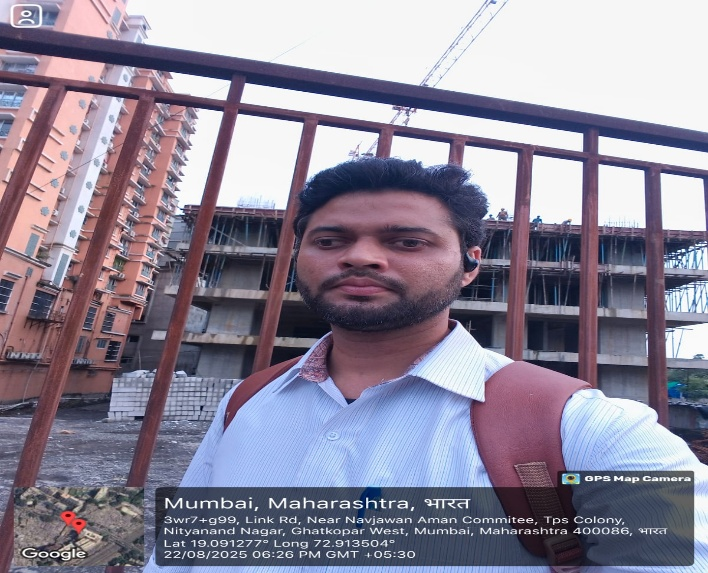 GPS Map Camera
Mumbai, Maharashtra, भारत
3wr7+g99, Link Rd, Near Navjawan Aman Commitee, Tps Colony,
Nityanand Nagar, Ghatkopar West, Mumbai, Maharashtra 400086, भारत
Lat 19.091277° Long 72.913504°
22/08/2025 06:26 PM GMT +05:30
Google